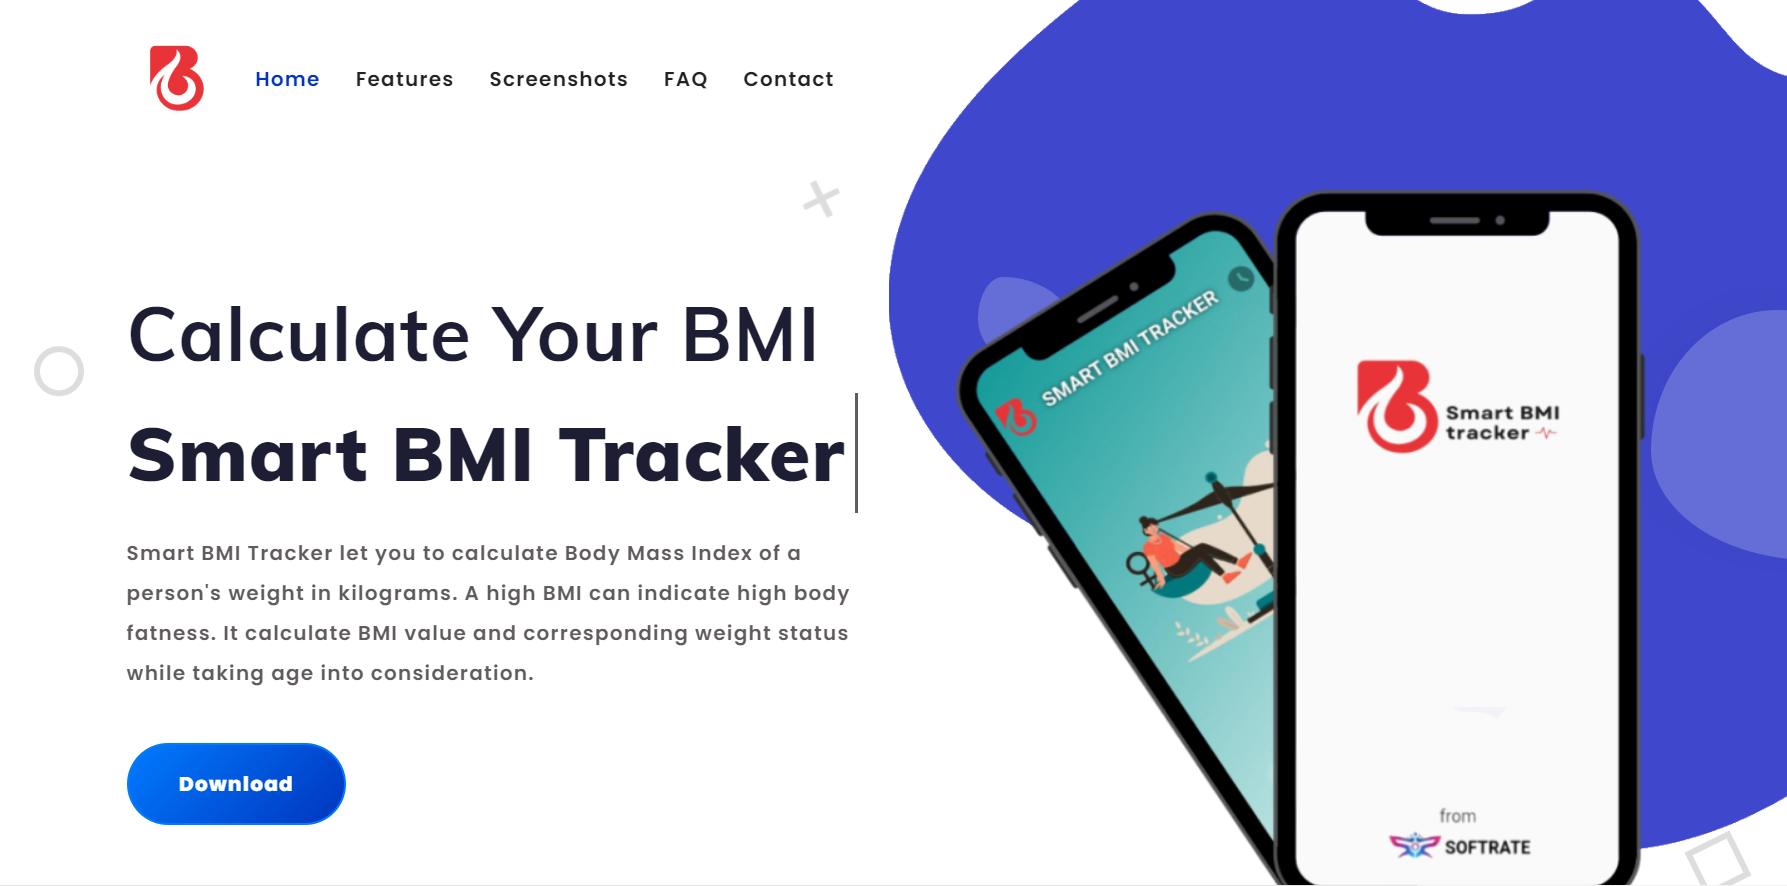 Home Features Screenshots FAQ Contact
Calculate Your BMI
Smart BMI Tracker
Smart BMI Tracker let you to calculate Body Mass Index of a
person's weight in kilograms. A high BMI can indicate high body
fatness. It calculate BMI value and corresponding weight status
while taking age into consideration.
Download
SMART BMI TRACKER
Smart BMI
tracker
from
SOFTRATE